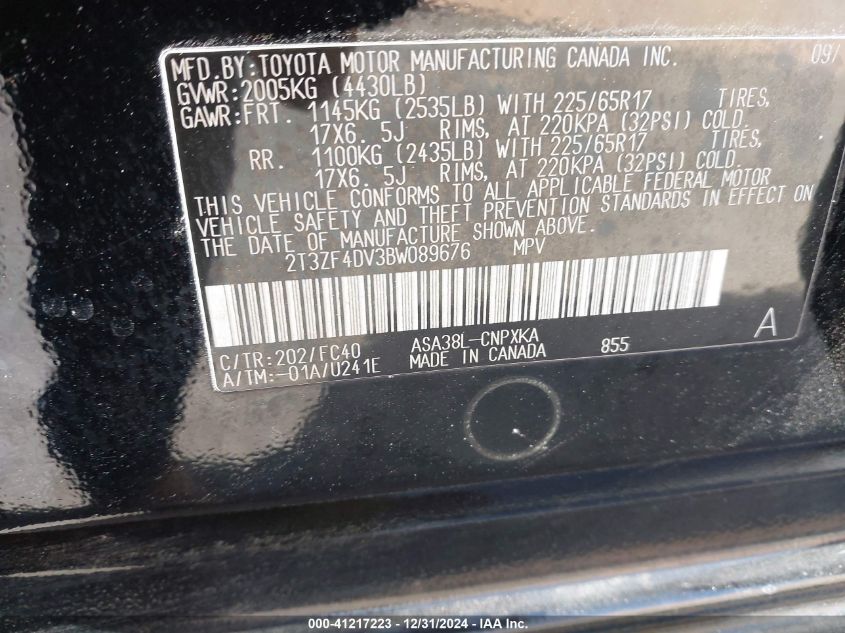 MFD. BY: TOYOTA MOTOR MANUFACTURING CANADA INC. 09/
GVWR: 2005KG (4430LB)
GAWR: FRT. 1145KG (2535LB) WITH 225/65R17 TIRES,
17X6. 5J RIMS, AT 220KPA (32PSI) COLD.
RR. 1100KG (2435LB) WITH 225/65R17 TIRES,
17X6. 5J RIMS, AT 220KPA (32PSI) COLD.
THIS VEHICLE CONFORMS TO ALL APPLICABLE FEDERAL MOTOR
VEHICLE SAFETY AND THEFT PREVENTION STANDARDS IN EFFECT ON
THE DATE OF MANUFACTURE SHOWN ABOVE.
2T3ZF4DV3BW089676 MPV
C/TR: 202/FC40 ASA38L-CNPXKA A
A/TM:-01A/U241E MADE IN CANADA 855
000-41217223 - 12/31/2024 - IAA Inc.